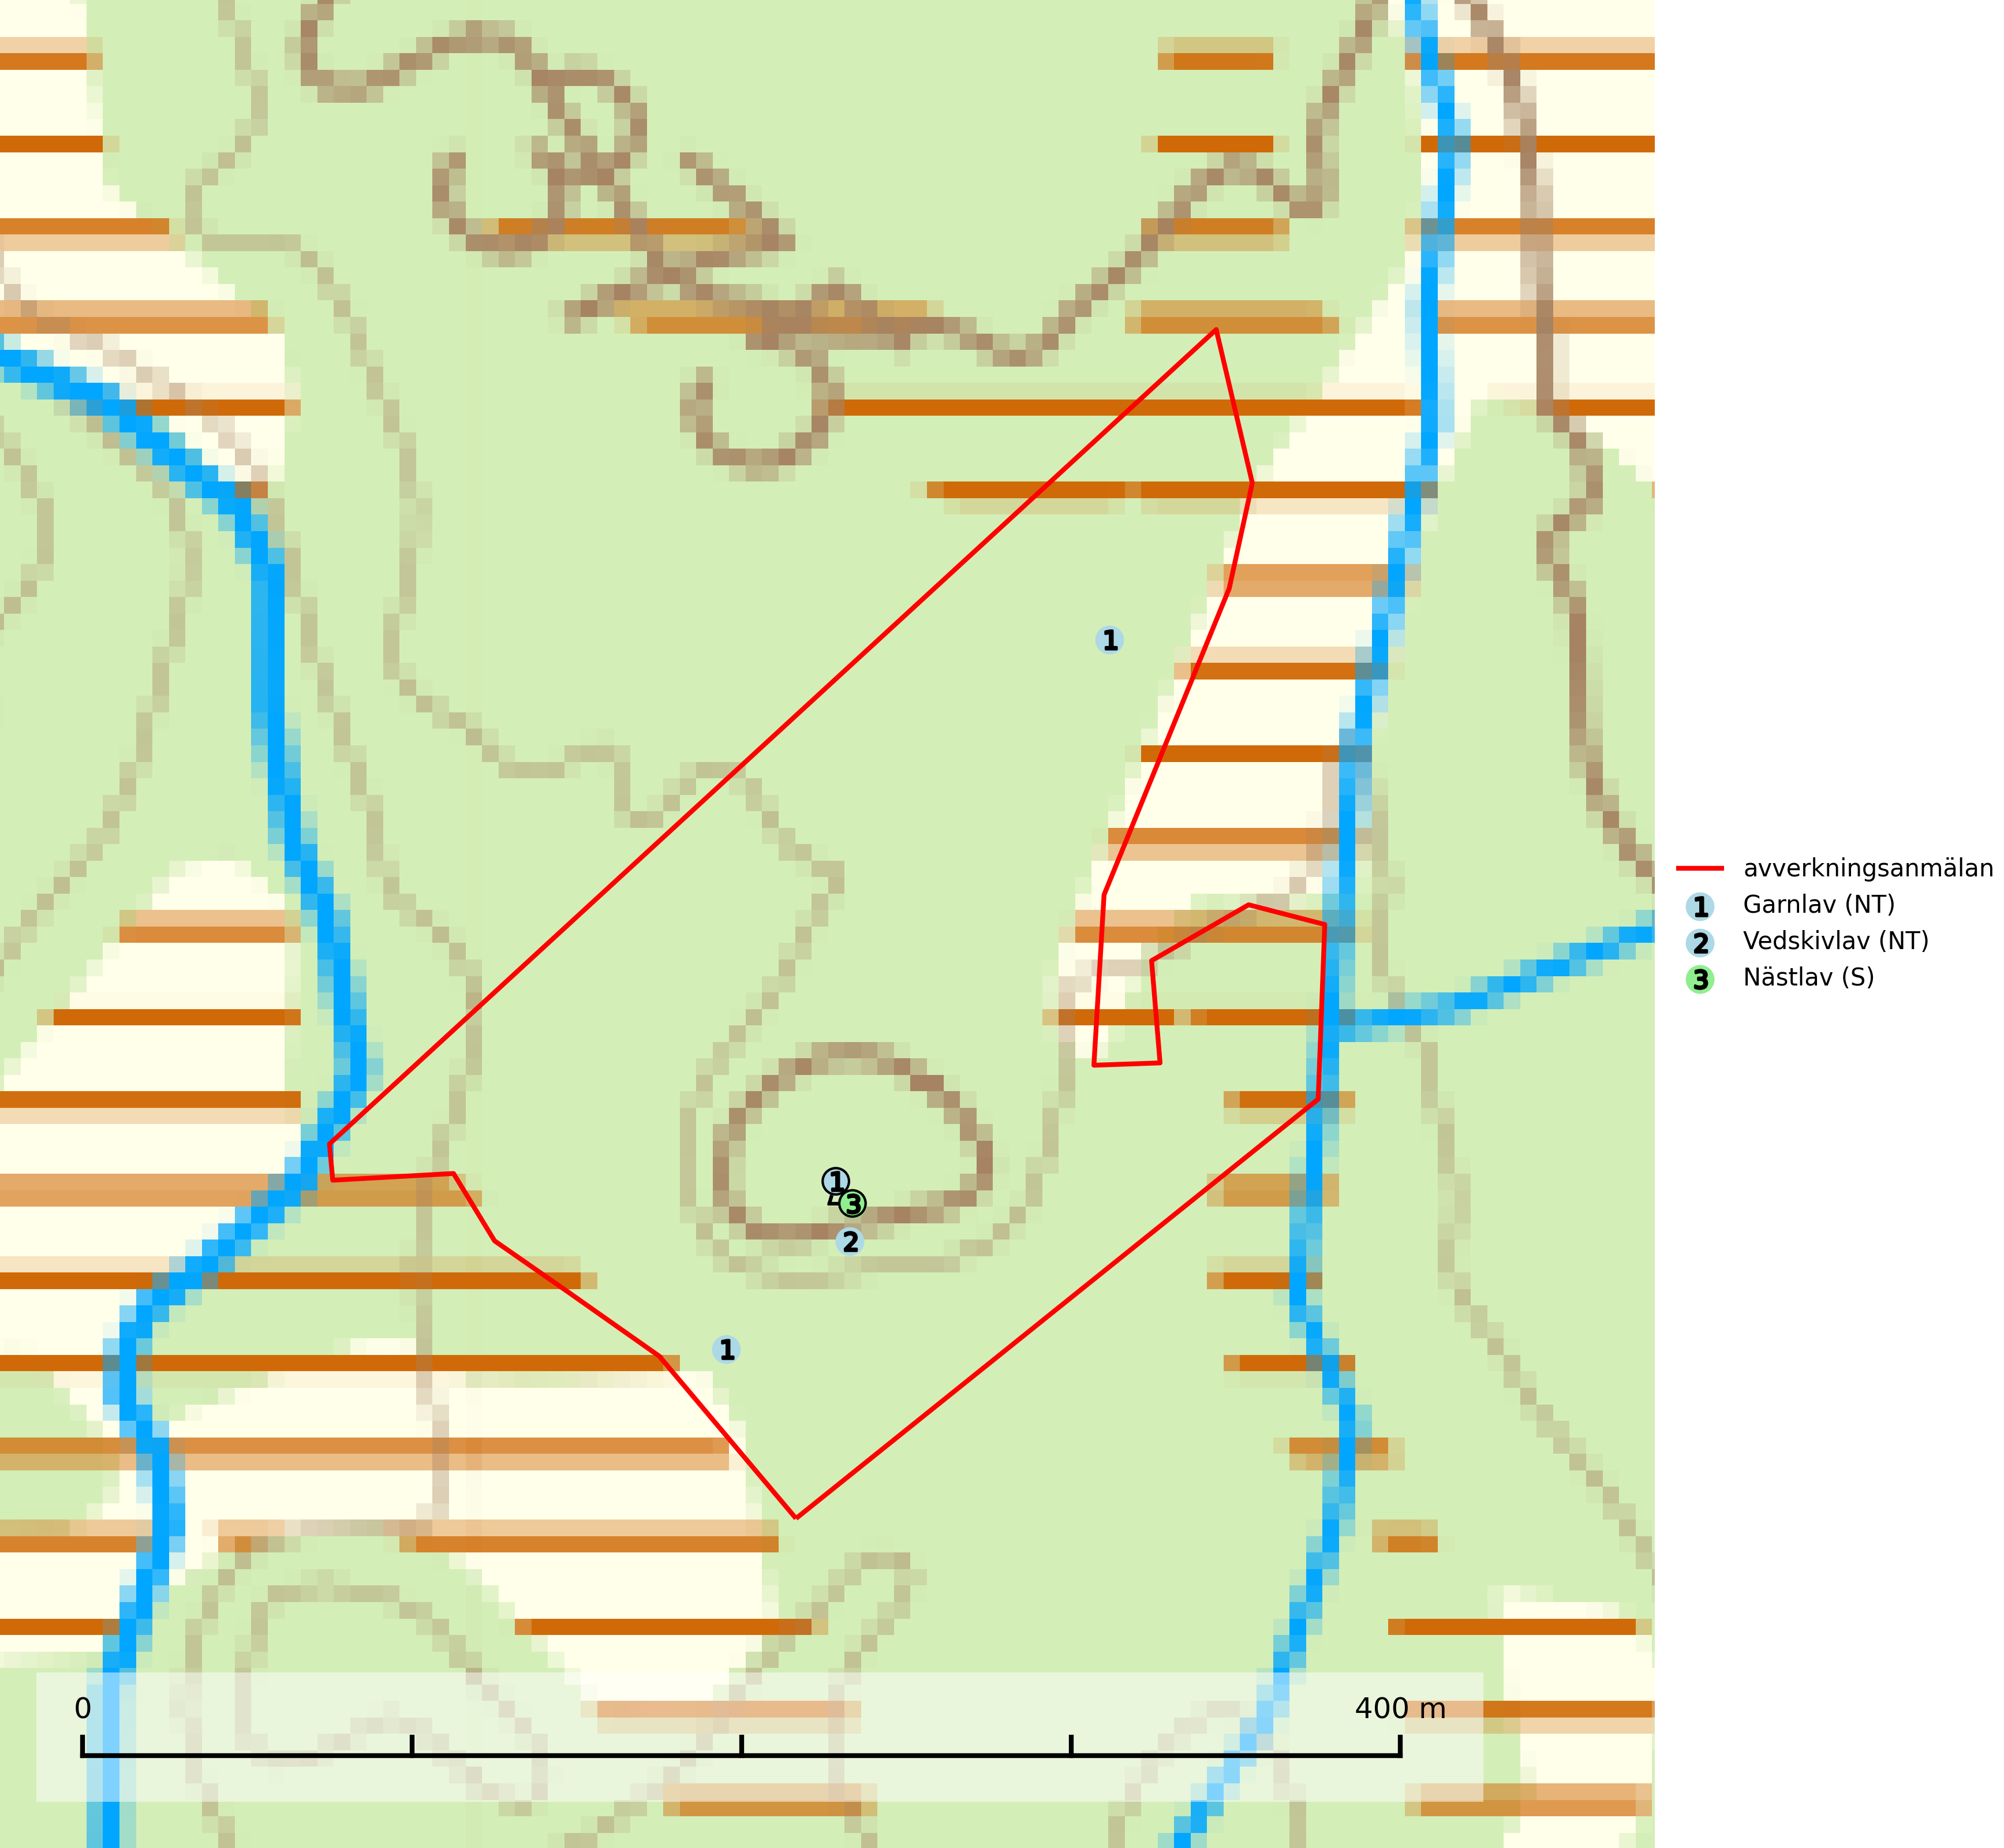 1
1
3
2
1
avverkningsanmälan
1 Garnlav (NT)
2 Vedskivlav (NT)
3 Nästlav (S)
0 400 m